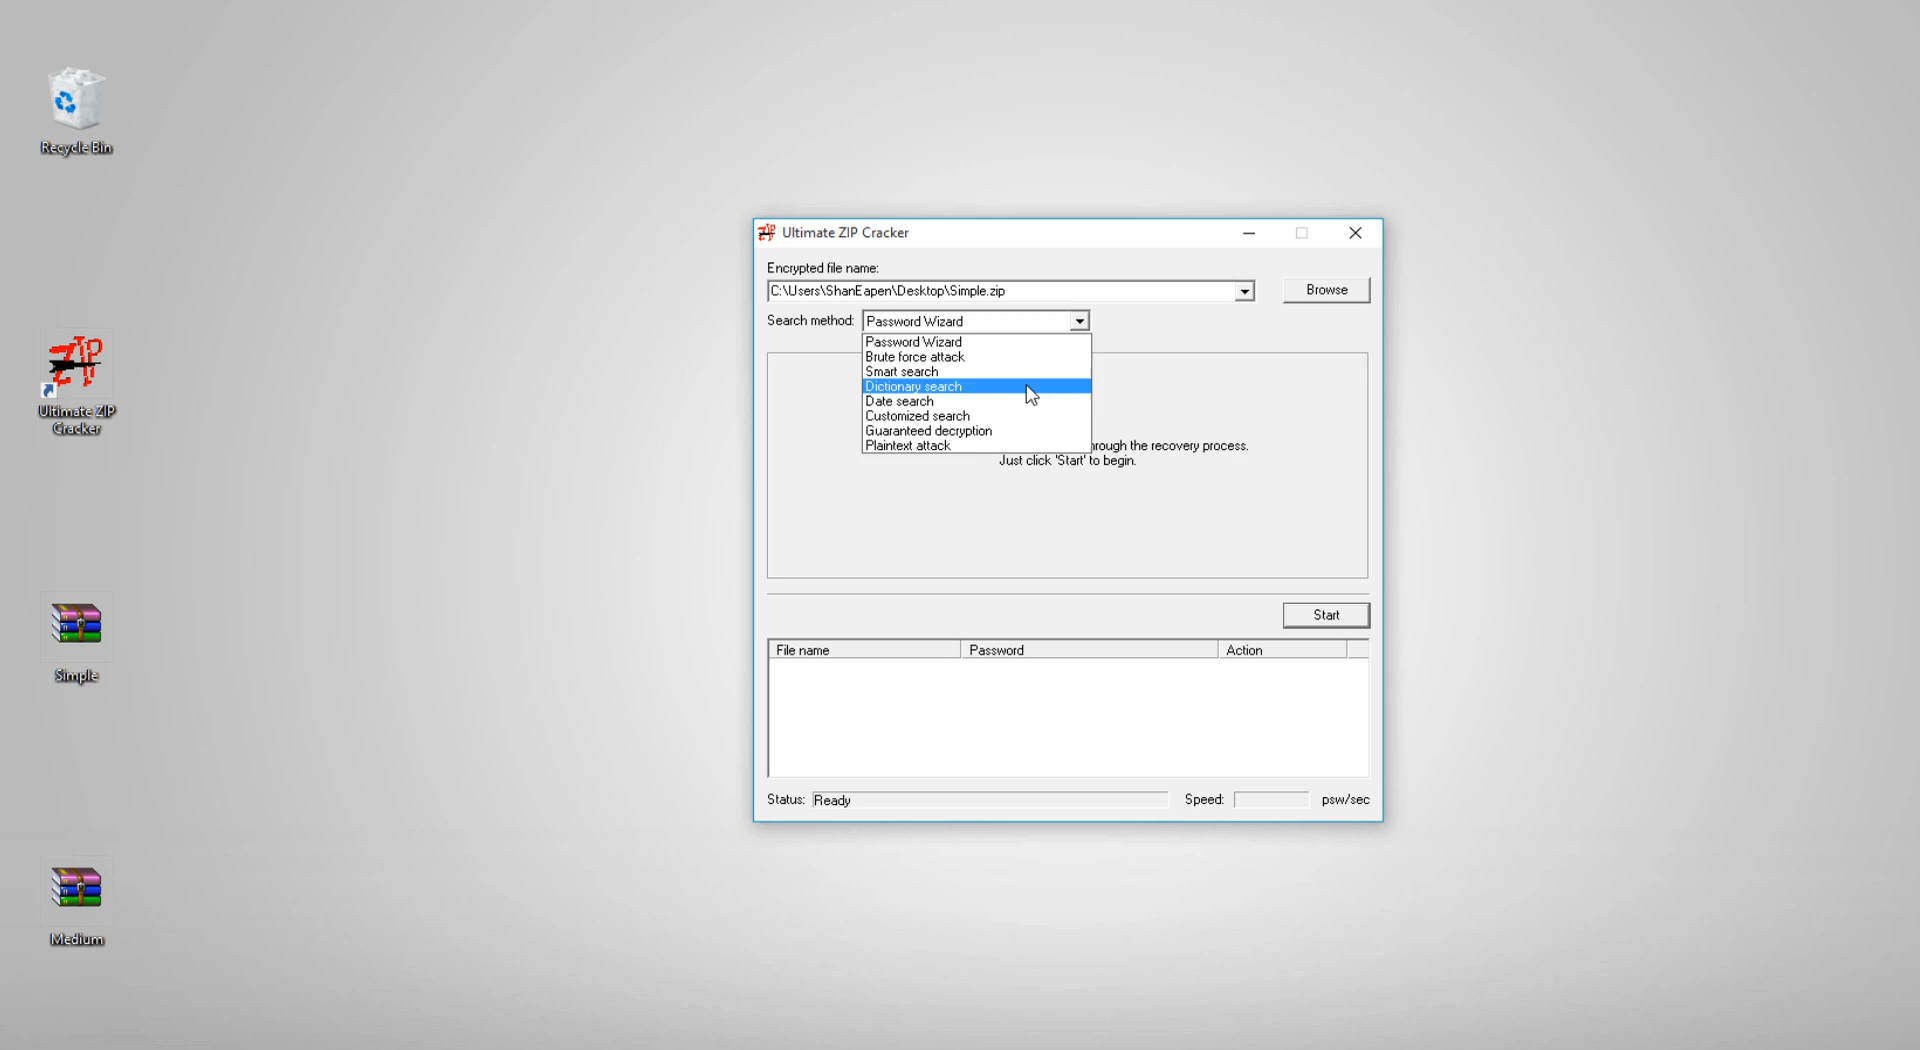 Recycle Bin
Ultimate ZIP
Cracker
Simple
Medium
Ultimate ZIP Cracker
Encrypted file name:
C:\Users\ShanEapen\Desktop\Simple.zip
Browse
Search method: Password Wizard
Password Wizard
Brute force attack
Smart search
Dictionary search
Date search
Customized search
Guaranteed decryption
Plaintext attack
the recovery process.
Just click 'Start' to begin.
Start
File name Password Action
Status: Ready Speed: psw/sec